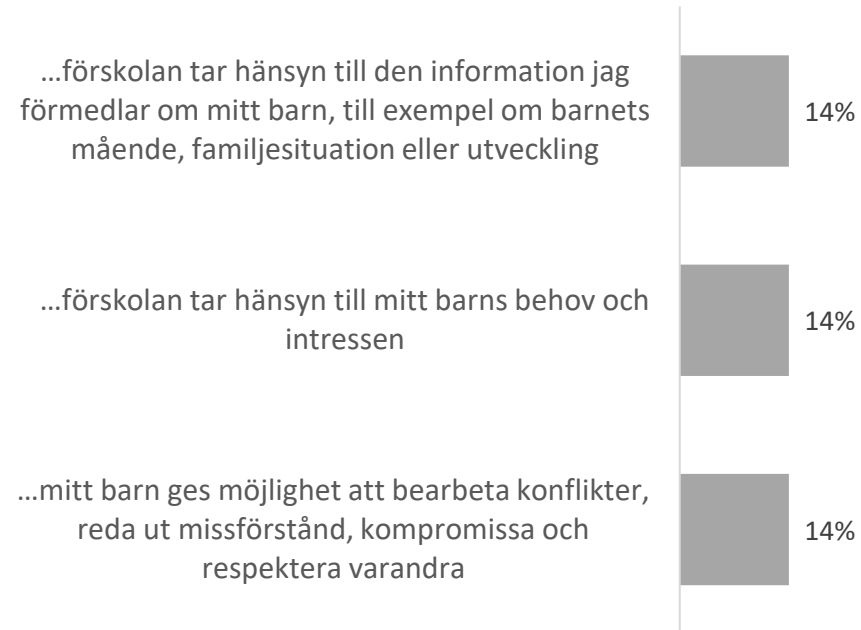 ...förskolan tar hänsyn till den information jag
förmedlar om mitt barn, till exempel om barnets
mående, familjesituation eller utveckling
14%
...förskolan tar hänsyn till mitt barns behov och
intressen
14%
...mitt barn ges möjlighet att bearbeta konflikter,
reda ut missförstånd, kompromissa och
respektera varandra
14%